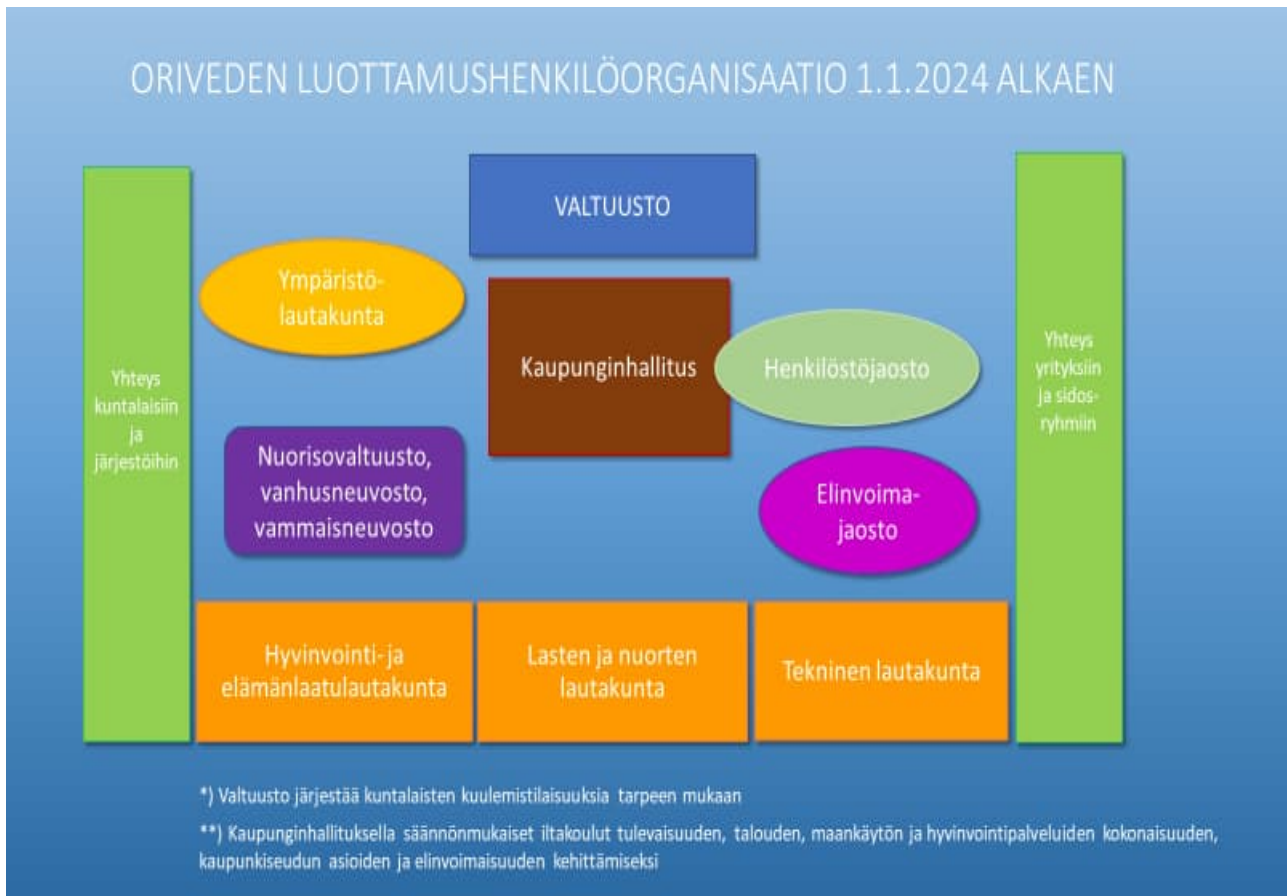 ORIVEDEN LUOTTAMUSHENKILÖORGANISAATIO 1.1.2024 ALKAEN
VALTUUSTO
Ympäristö-
lautakunta
Kaupunginhallitus
Henkilöstöjaosto
Yhteys
kuntalaisiin
ja
järjestöihin
Yhteys
yrityksiin
ja sidos-
ryhmiin
Nuorisovaltuusto,
vanhusneuvosto,
vammaisneuvosto
Elinvoima-
jaosto
Hyvinvointi- ja
elämänlaatulautakunta
Lasten ja nuorten
lautakunta
Tekninen lautakunta
*) Valtuusto järjestää kuntalaisten kuulemistilaisuuksia tarpeen mukaan
**) Kaupunginhallituksella säännönmukaiset iltakoulut tulevaisuuden, talouden, maankäytön ja hyvinvointipalveluiden kokonaisuuden,
kaupunkiseudun asioiden ja elinvoimaisuuden kehittämiseksi